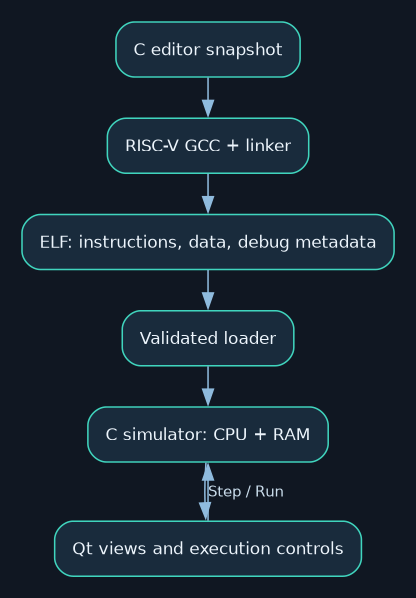 C editor snapshot
RISC-V GCC + linker
ELF: instructions, data, debug metadata
Validated loader
C simulator: CPU + RAM
Step / Run
Qt views and execution controls